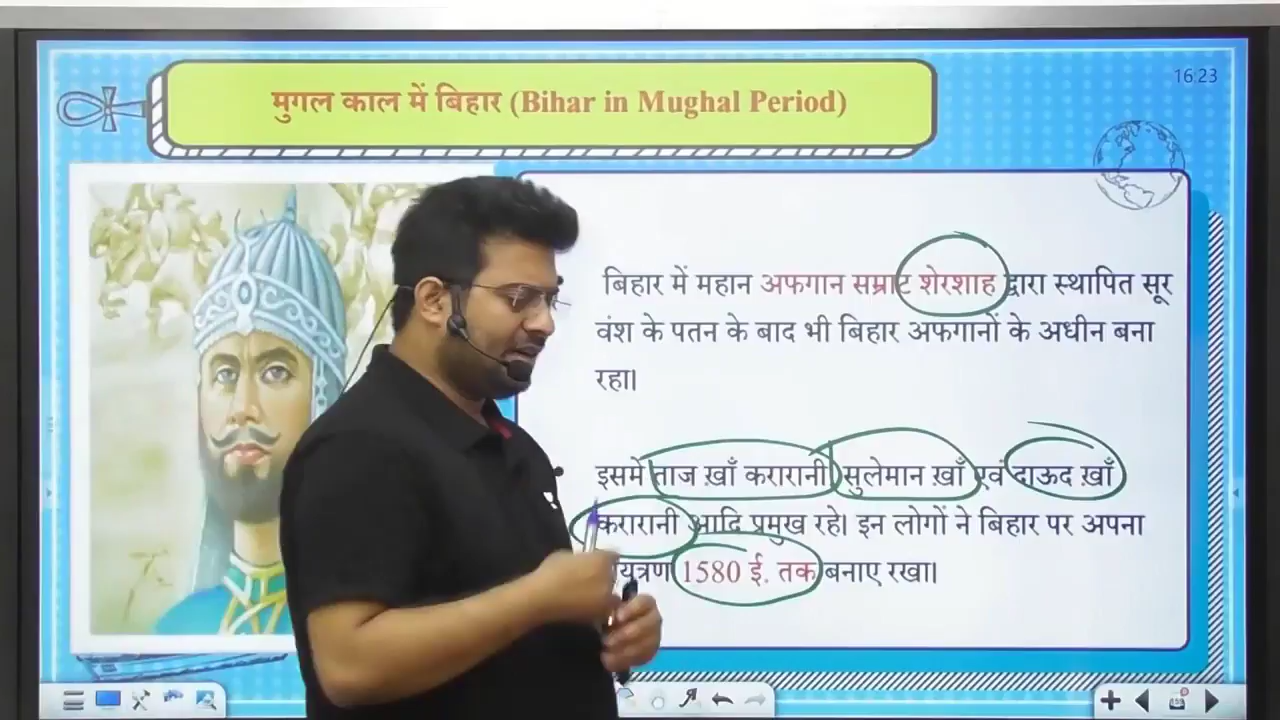 16:23
मुगल काल में बिहार (Bihar in Mughal Period)
बिहार में महान अफगान सम्राट शेरशाह द्वारा स्थापित सूर
वंश के पतन के बाद भी बिहार अफगानों के अधीन बना
रहा।
इसमें ताज ख़ाँ करारानी सुलेमान ख़ाँ एवं दाऊद ख़ाँ
करारानी आदि प्रमुख रहे। इन लोगों ने बिहार पर अपना
1580 ई. तक बनाए रखा।